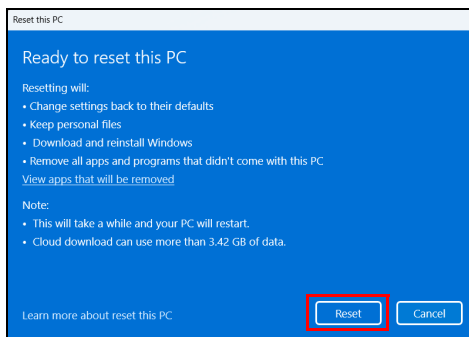 Reset this PC
Ready to reset this PC
Resetting will:
• Change settings back to their defaults
• Keep personal files
• Download and reinstall Windows
• Remove all apps and programs that didn't come with this PC
View apps that will be removed
Note:
• This will take a while and your PC will restart.
• Cloud download can use more than 3.42 GB of data.
Learn more about reset this PC
Reset
Cancel